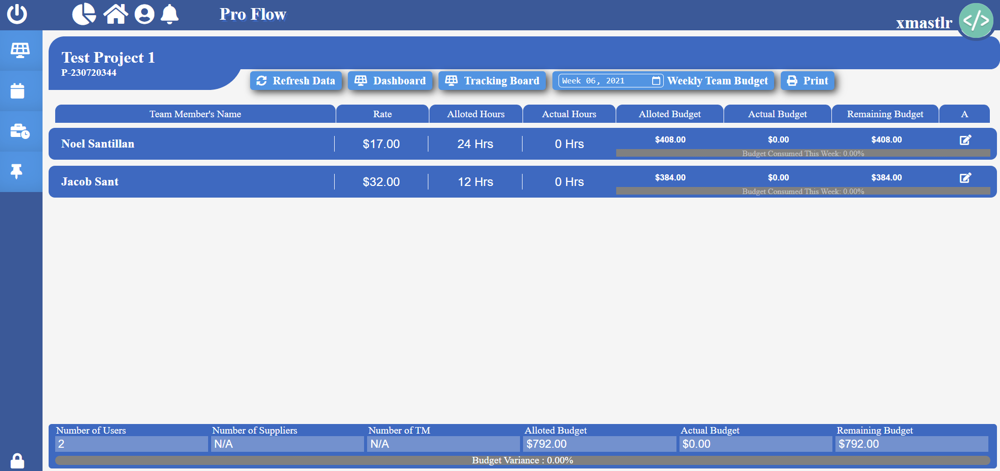 Pro Flow
xmastlr
Test Project 1
P-230720344
Refresh Data
Dashboard
Tracking Board
Week 06, 2021
Weekly Team Budget
Print
Team Member's Name Rate Alloted Hours Actual Hours Alloted Budget Actual Budget Remaining Budget A
Noel Santillan $17.00 24 Hrs 0 Hrs $408.00 $0.00 $408.00
Budget Consumed This Week: 0.00%
Jacob Sant $32.00 12 Hrs 0 Hrs $384.00 $0.00 $384.00
Budget Consumed This Week: 0.00%
Number of Users Number of Suppliers Number of TM Alloted Budget Actual Budget Remaining Budget
2 N/A N/A $792.00 $0.00 $792.00
Budget Variance : 0.00%